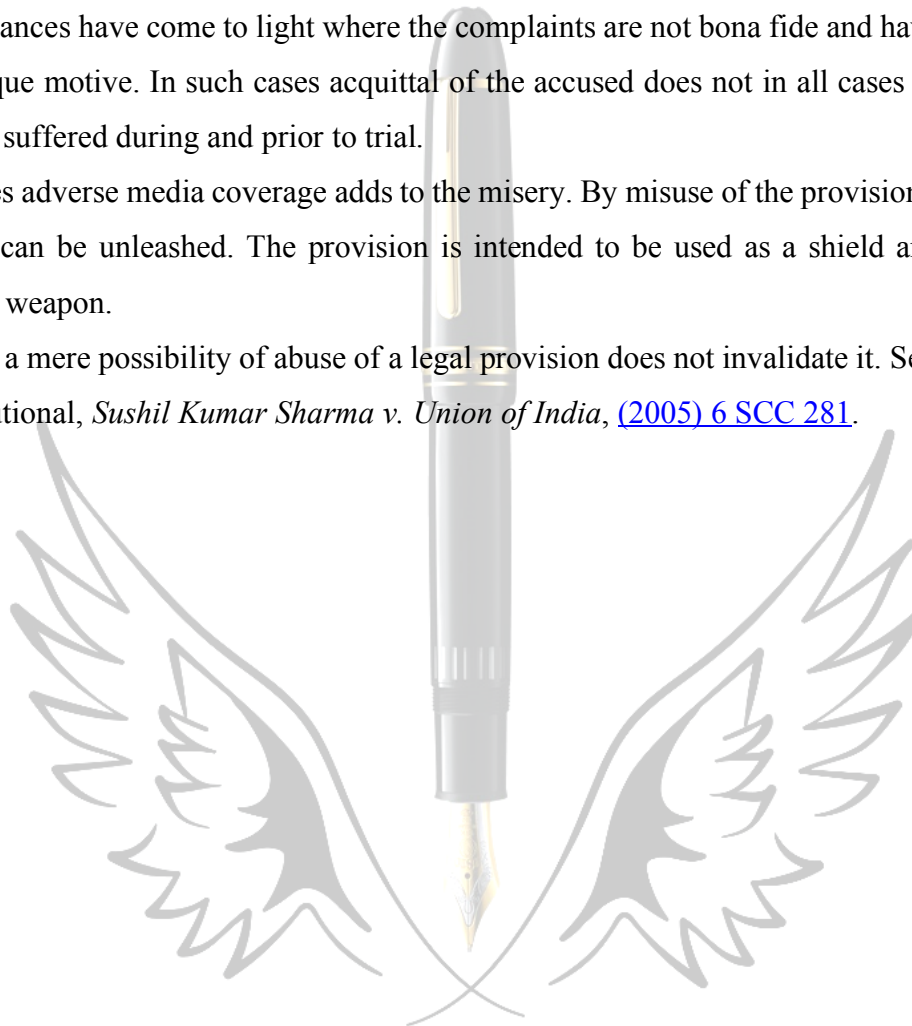 ances have come to light where the complaints are not bona fide and hav
que motive. In such cases acquittal of the accused does not in all cases
suffered during and prior to trial.
es adverse media coverage adds to the misery. By misuse of the provision
can be unleashed. The provision is intended to be used as a shield a
weapon.
a mere possibility of abuse of a legal provision does not invalidate it. Se
utional, Sushil Kumar Sharma v. Union of India, (2005) 6 SCC 281.